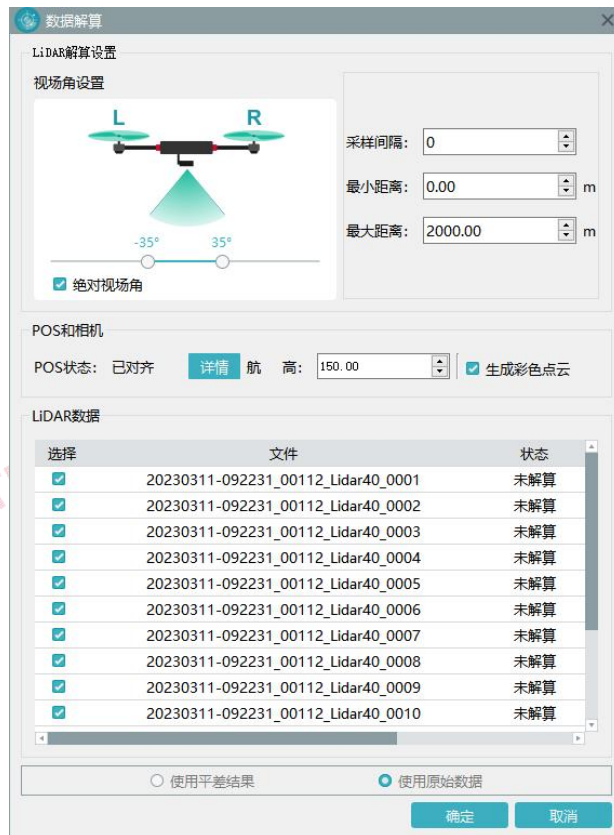 数据解算
LiDAR解算设置
视场角设置
L R
-35° 35°
绝对视场角
采样间隔: 0
最小距离: 0.00 m
最大距离: 2000.00 m
POS和相机
POS状态: 已对齐 详情 航 高: 150.00 生成彩色点云
LiDAR数据
选择 文件 状态
20230311-092231_00112_Lidar40_0001 未解算
20230311-092231_00112_Lidar40_0002 未解算
20230311-092231_00112_Lidar40_0003 未解算
20230311-092231_00112_Lidar40_0004 未解算
20230311-092231_00112_Lidar40_0005 未解算
20230311-092231_00112_Lidar40_0006 未解算
20230311-092231_00112_Lidar40_0007 未解算
20230311-092231_00112_Lidar40_0008 未解算
20230311-092231_00112_Lidar40_0009 未解算
20230311-092231_00112_Lidar40_0010 未解算
使用平差结果 使用原始数据
确定 取消